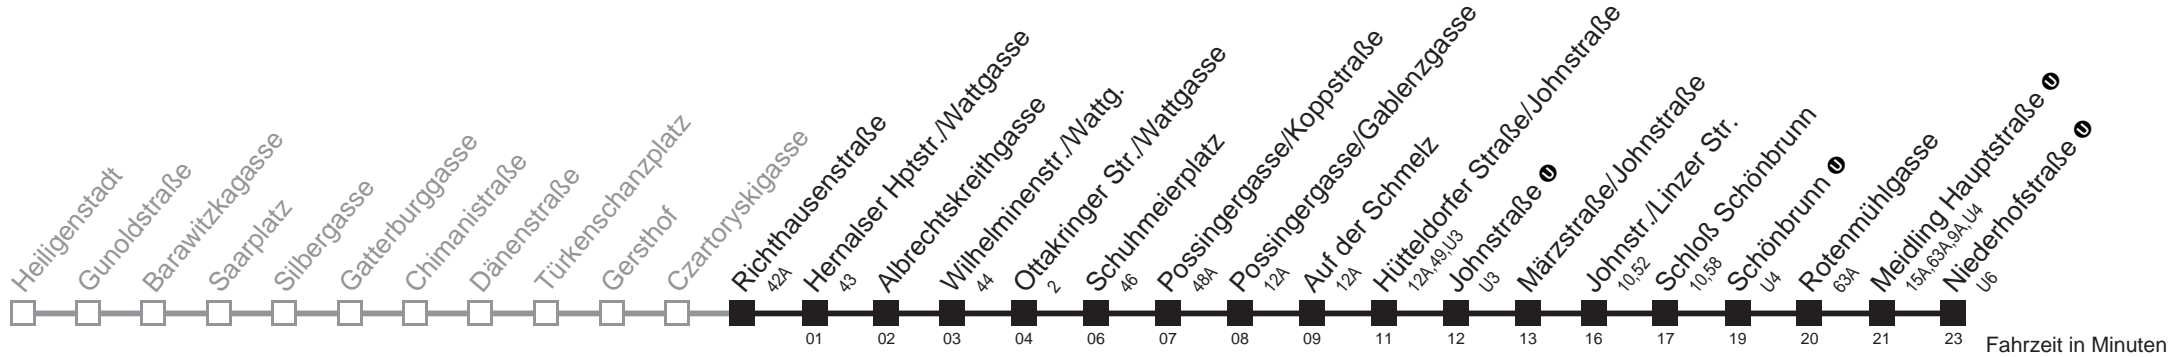 Heiligenstadt
Gunoldstraße
Barawitzkagasse
Saarplatz
Silbergasse
Gatterburggasse
Chimanistraße
Dänenstraße
Türkenschanzplatz
Gersthof
Czartoryskigasse
Richthausenstraße
42A
Hernalser Hptstr./Wattgasse
43
Albrechtskreithgasse
Wilhelminenstr./Wattg.
44
Ottakringer Str./Wattgasse
2
Schuhmeierplatz
46
Possingergasse/Koppstraße
48A
Possingergasse/Gablenzgasse
12A
Auf der Schmelz
12A
Hütteldorfer Straße/Johnstraße
12A,49,U3
Johnstraße U
U3
Märzstraße/Johnstraße
Johnstr./Linzer Str.
10,52
Schloß Schönbrunn
10,58
Schönbrunn U
U4
Rotenmühlgasse
63A
Meidling Hauptstraße U
15A,63A,9A,U4
Niederhofstraße U
U6
01 02 03 04 06 07 08 09 11 12 13 16 17 19 20 21 23 Fahrzeit in Minuten